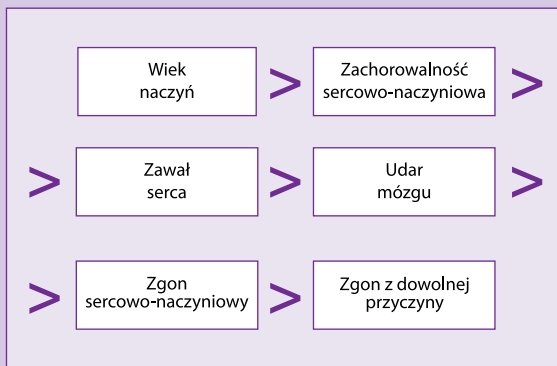 Wiek
naczyń
>
Zachorowalność
sercowo-naczyniowa
>
>
Zawał
serca
>
Udar
mózgu
>
>
Zgon
sercowo-naczyniowy
>
Zgon z dowolnej
przyczyny